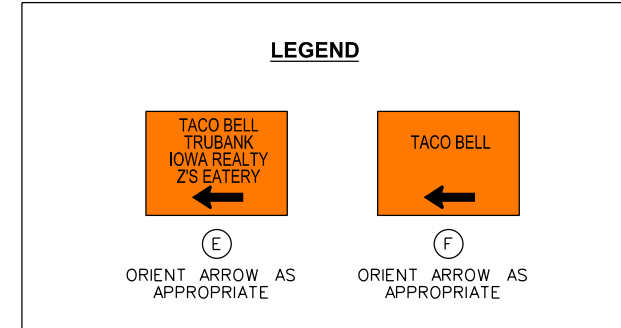 LEGEND
TACO BELL
TRUBANK
IOWA REALTY
Z'S EATERY
E
ORIENT ARROW AS
APPROPRIATE
TACO BELL
F
ORIENT ARROW AS
APPROPRIATE